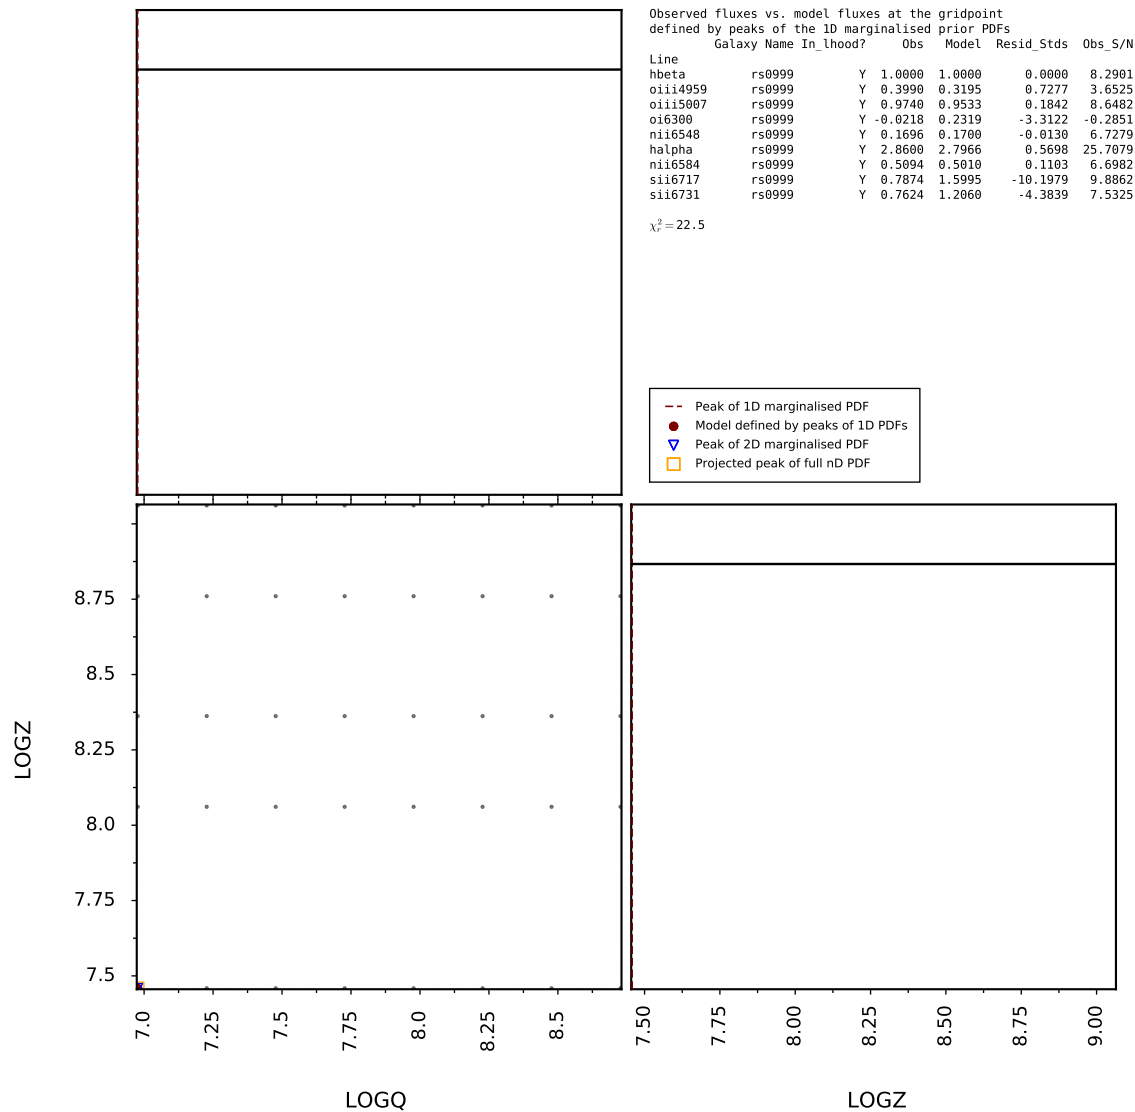 Observed fluxes vs. model fluxes at the gridpoint
defined by peaks of the 1D marginalised prior PDFs
Galaxy Name In_lhood? Obs Model Resid_Stds Obs_S/N
Line
hbeta rs0999 Y 1.0000 1.0000 0.0000 8.2901
oiii4959 rs0999 Y 0.3990 0.3195 0.7277 3.6525
oiii5007 rs0999 Y 0.9740 0.9533 0.1842 8.6482
oi6300 rs0999 Y -0.0218 0.2319 -3.3122 -0.2851
nii6548 rs0999 Y 0.1696 0.1700 -0.0130 6.7279
halpha rs0999 Y 2.8600 2.7966 0.5698 25.7079
nii6584 rs0999 Y 0.5094 0.5010 0.1103 6.6982
sii6717 rs0999 Y 0.7874 1.5995 -10.1979 9.8862
sii6731 rs0999 Y 0.7624 1.2060 -4.3839 7.5325
χ²ᵣ = 22.5
Peak of 1D marginalised PDF
Model defined by peaks of 1D PDFs
Peak of 2D marginalised PDF
Projected peak of full nD PDF
LOGZ
8.75
8.5
8.25
8.0
7.75
7.5
7.0 7.25 7.5 7.75 8.0 8.25 8.5
LOGQ
7.50 7.75 8.00 8.25 8.50 8.75 9.00
LOGZ